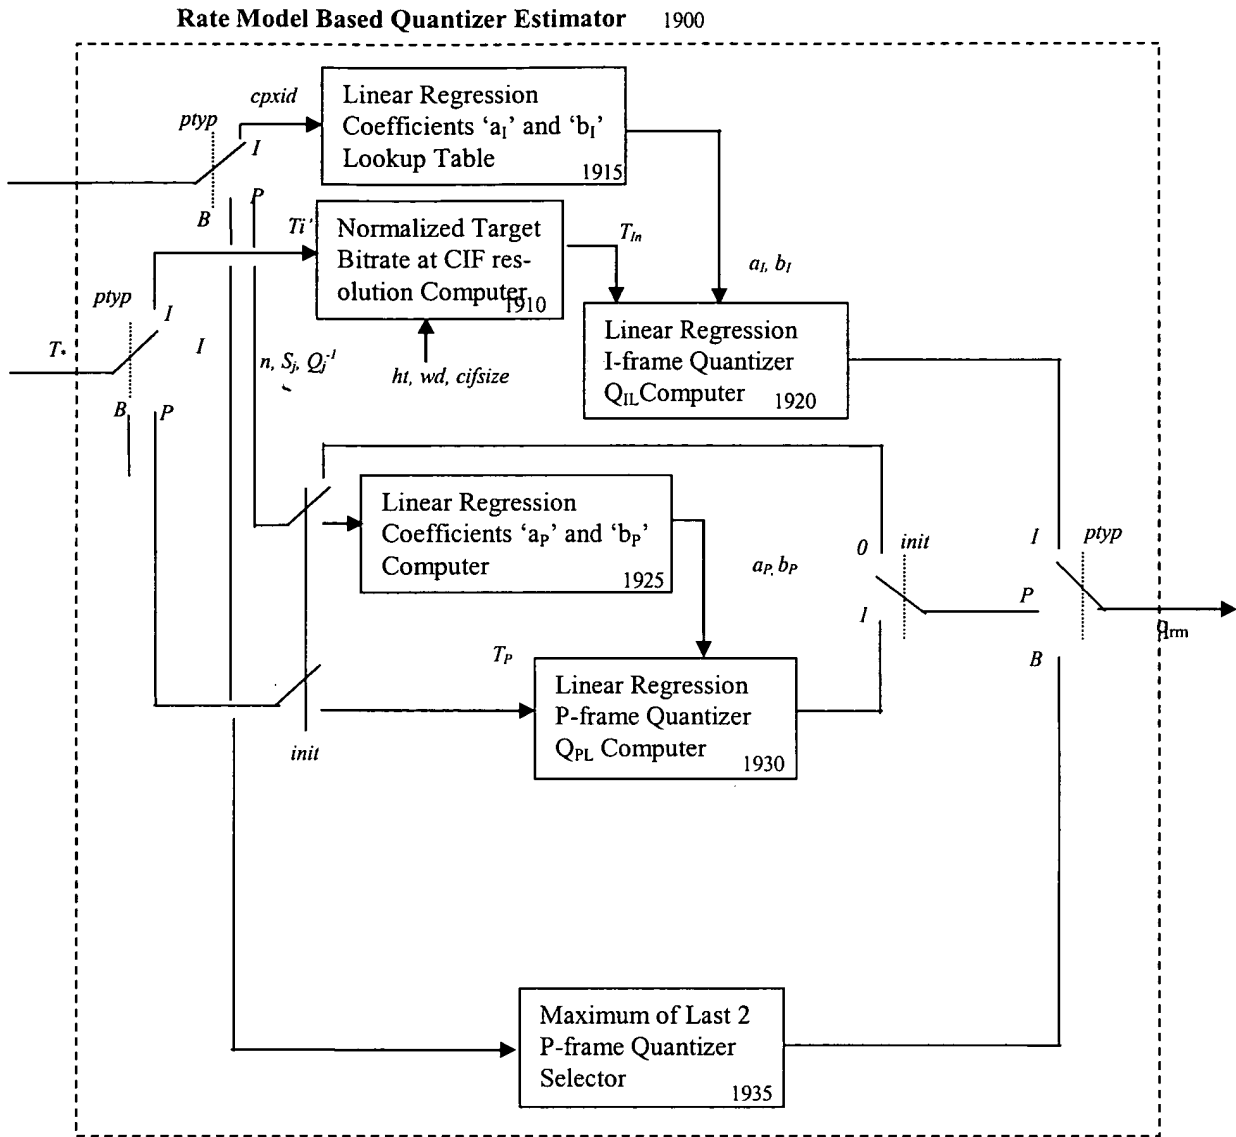 Rate Model Based Quantizer Estimator 1900
cpxid
ptyp
I
P
B
Linear Regression
Coefficients 'aI' and 'bI'
Lookup Table
1915
Ti'
Normalized Target
Bitrate at CIF res-
olution Computer
1910
TIn
aI, bI
ptyp
I
T*
I
B
P
n, Sj, Qj-1
ht, wd, cifsize
Linear Regression
I-frame Quantizer
QIL Computer
1920
Linear Regression
Coefficients 'aP' and 'bP'
Computer
1925
aP, bP
0
init
1
I
ptyp
P
B
qrm
TP
init
Linear Regression
P-frame Quantizer
QPL Computer
1930
Maximum of Last 2
P-frame Quantizer
Selector
1935